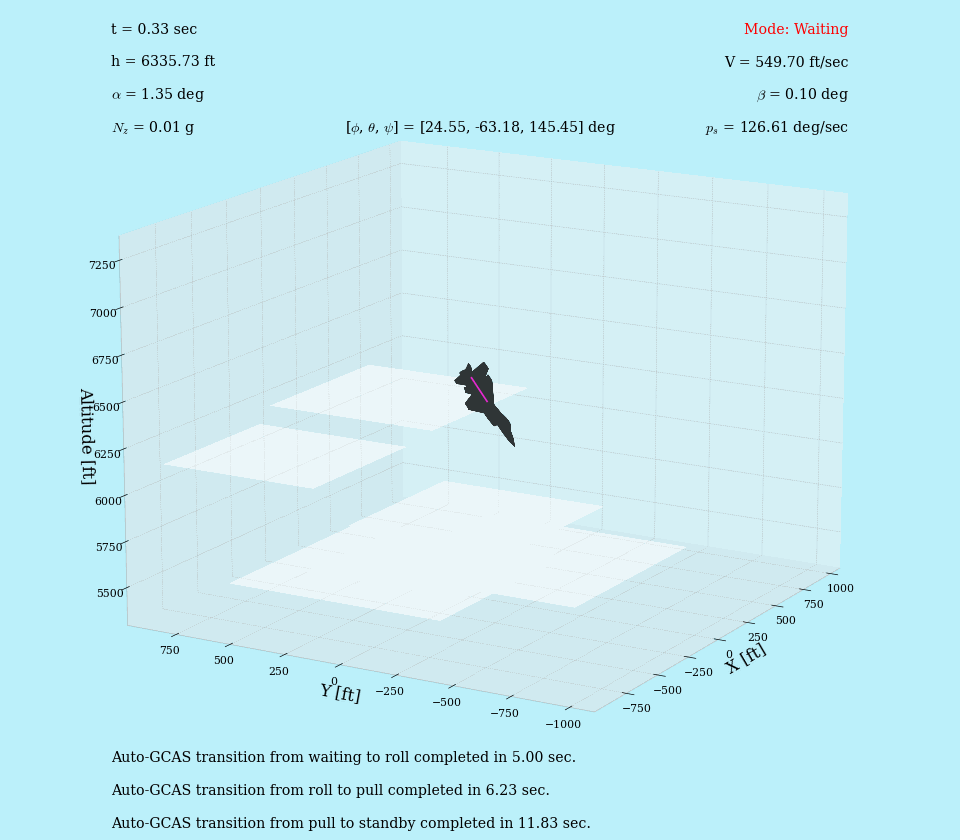 t = 0.33 sec
Mode: Waiting
h = 6335.73 ft
V = 549.70 ft/sec
α = 1.35 deg
β = 0.10 deg
N_z = 0.01 g
[ϕ, θ, ψ] = [24.55, -63.18, 145.45] deg
p_s = 126.61 deg/sec
7250
7000
6750
6500
6250
6000
5750
5500
Altitude [ft]
750
500
250
0
−250
−500
−750
−1000
Y [ft]
1000
750
500
250
0
−250
−500
−750
X [ft]
Auto-GCAS transition from waiting to roll completed in 5.00 sec.
Auto-GCAS transition from roll to pull completed in 6.23 sec.
Auto-GCAS transition from pull to standby completed in 11.83 sec.